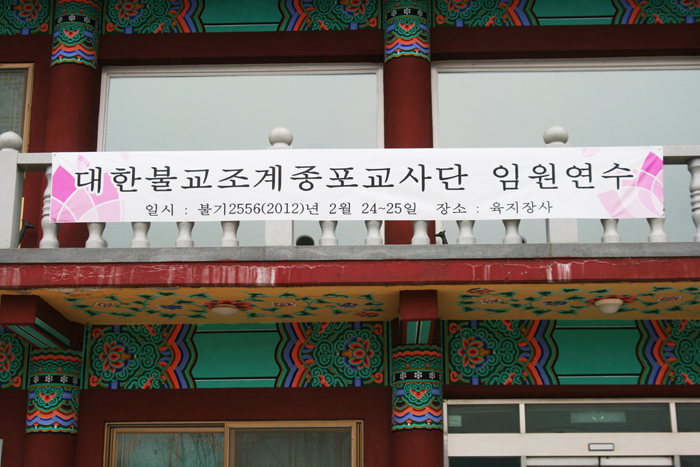 대한불교조계종포교사단 임원연수
일시 : 불기2556(2012)년 2월 24~25일 장소 : 육지장사